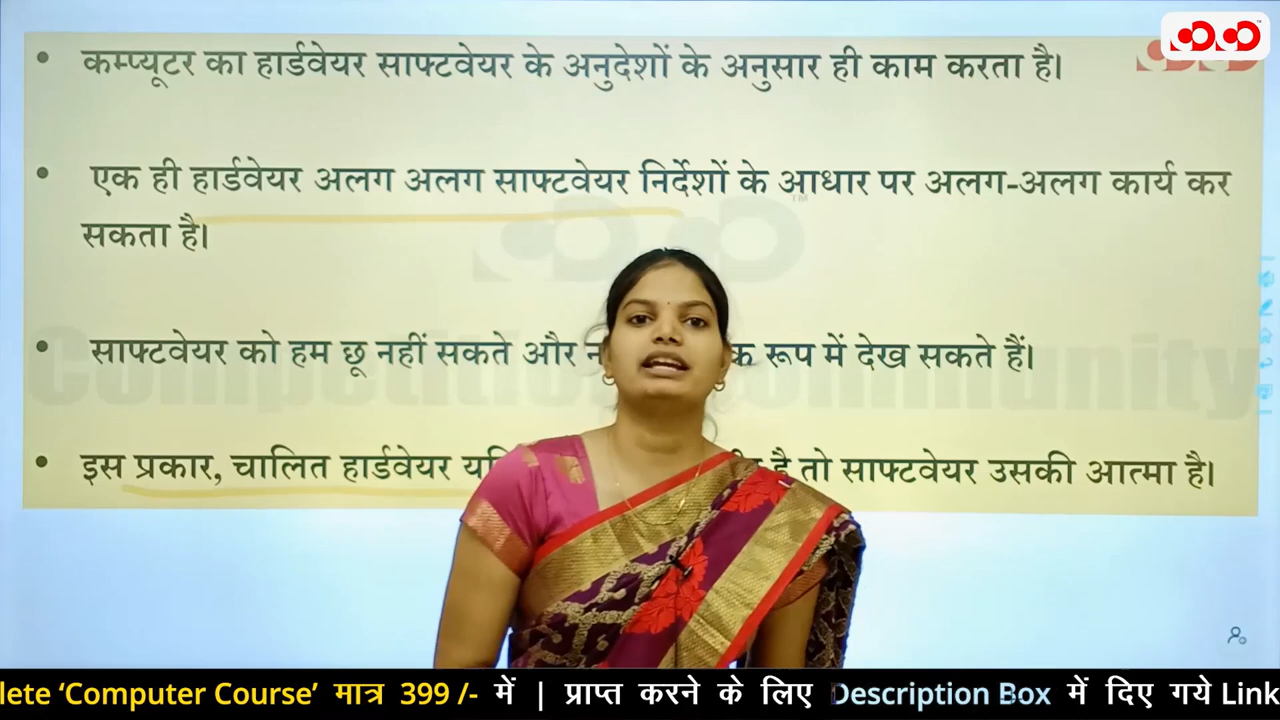 कम्प्यूटर का हार्डवेयर साफ्टवेयर के अनुदेशों के अनुसार ही काम करता है।
एक ही हार्डवेयर अलग अलग साफ्टवेयर निर्देशों के आधार पर अलग-अलग कार्य कर
सकता है।
साफ्टवेयर को हम छू नहीं सकते और रूप में देख सकते हैं।
इस प्रकार, चालित हार्डवेयर है तो साफ्टवेयर उसकी आत्मा है।
Community
lete ‘Computer Course’ मात्र 399 /- में | प्राप्त करने के लिए Description Box में दिए गये Link